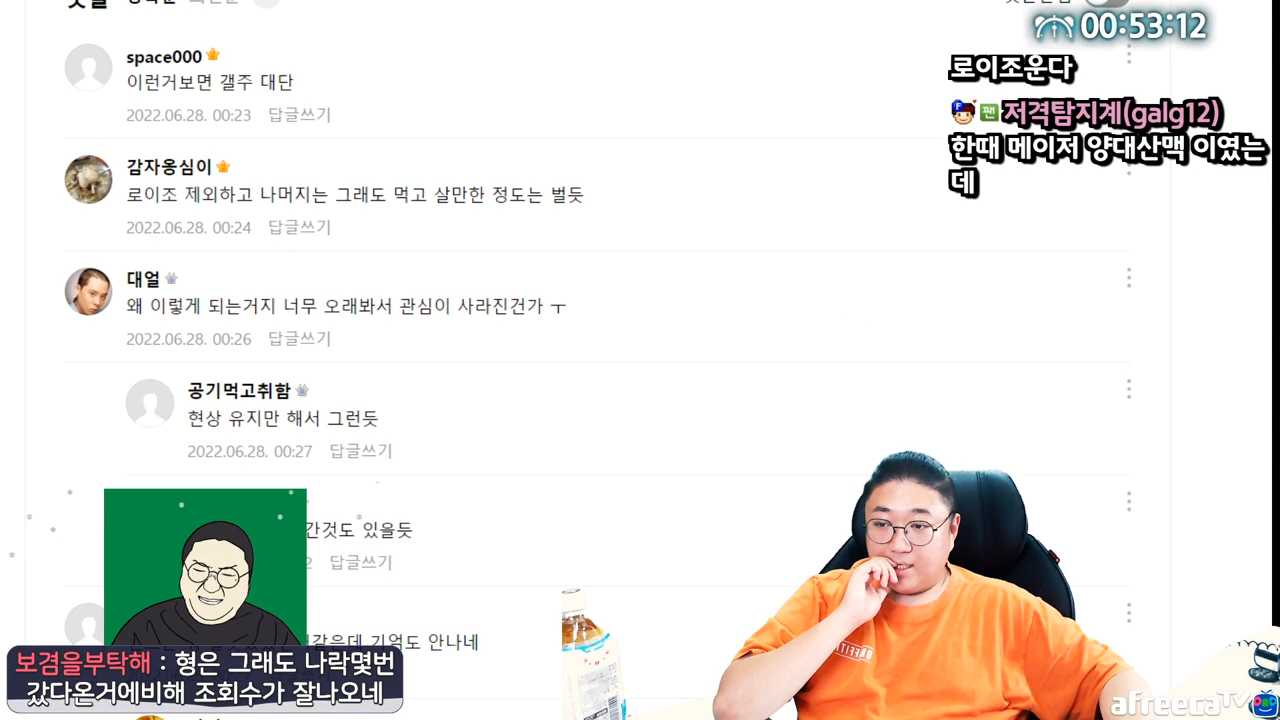 00:53:12
space000
이런거보면 갤주 대단
2022.06.28. 00:23 답글쓰기
로이조운다
저격탐지계(galg12)
한때 메이저 양대산맥 이였는
데
감자옹심이
로이조 제외하고 나머지는 그래도 먹고 살만한 정도는 벌듯
2022.06.28. 00:24 답글쓰기
대얼
왜 이렇게 되는거지 너무 오래봐서 관심이 사라진건가 ㅜ
2022.06.28. 00:26 답글쓰기
공기먹고취함
현상 유지만 해서 그런듯
2022.06.28. 00:27 답글쓰기
간것도 있을듯
2 답글쓰기
같은데 기억도 안나네
보겸을부탁해 : 형은 그래도 나락몇번
갔다온거에비해 조회수가 잘나오네
afreecaTV